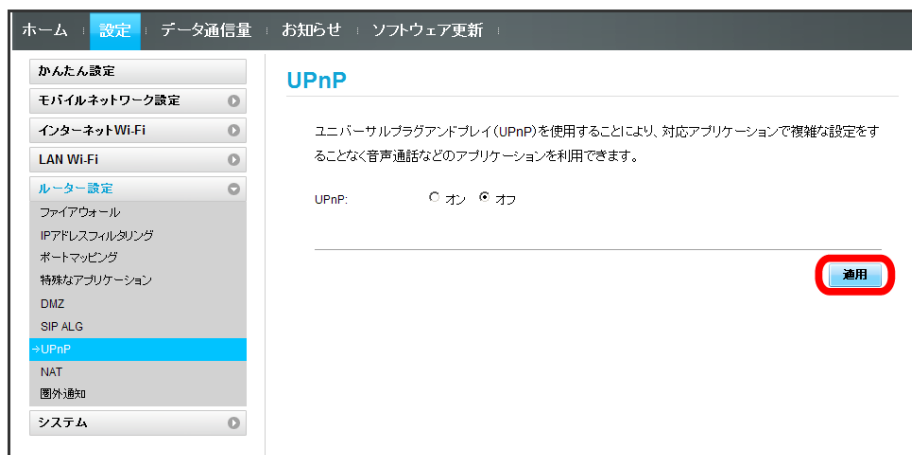 ホーム 設定 データ通信量 お知らせ ソフトウェア更新
かんたん設定
モバイルネットワーク設定
インターネットWi-Fi
LAN Wi-Fi
ルーター設定
ファイアウォール
IPアドレスフィルタリング
ポートマッピング
特殊なアプリケーション
DMZ
SIP ALG
→UPnP
NAT
圏外通知
システム
UPnP
ユニバーサルプラグアンドプレイ(UPnP)を使用することにより、対応アプリケーションで複雑な設定をす
ることなく音声通話などのアプリケーションを利用できます。
UPnP: オン オフ
適用